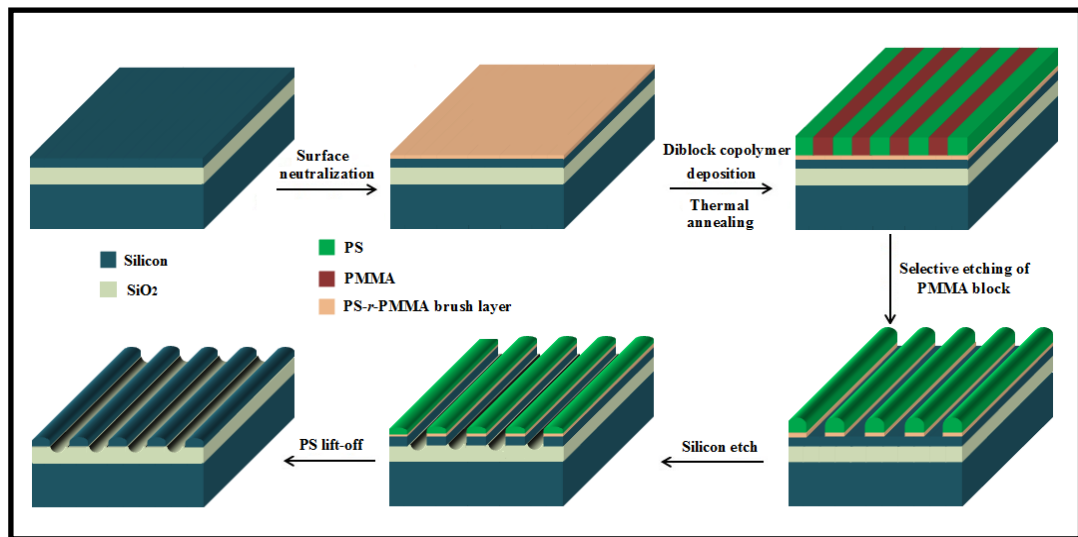 Surface
neutralization
Diblock copolymer
deposition
Thermal
annealing
Silicon
SiO2
PS
PMMA
PS-r-PMMA brush layer
Selective etching of
PMMA block
PS lift-off
Silicon etch